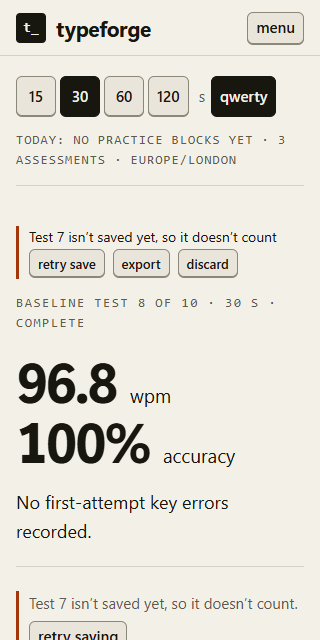 t_ typeforge menu
15 30 60 120 s qwerty
TODAY: NO PRACTICE BLOCKS YET · 3
ASSESSMENTS · EUROPE/LONDON
Test 7 isn’t saved yet, so it doesn’t count
retry save export discard
BASELINE TEST 8 OF 10 · 30 S ·
COMPLETE
96.8 wpm
100% accuracy
No first-attempt key errors
recorded.
Test 7 isn’t saved yet, so it doesn’t count.
retry saving